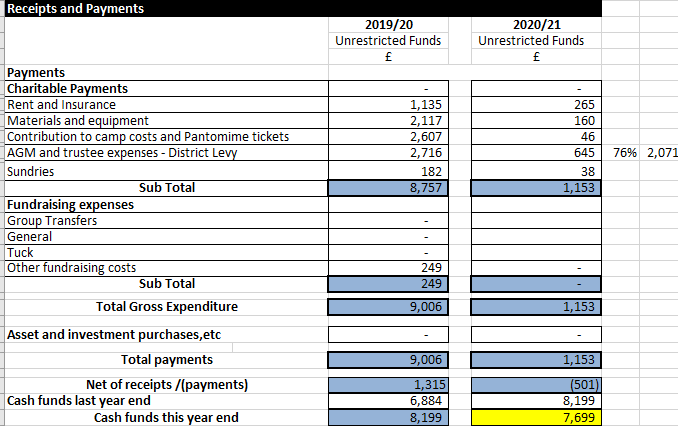 Receipts and Payments
2019/20 2020/21
Unrestricted Funds Unrestricted Funds
£ £
Payments
Charitable Payments - -
Rent and Insurance 1,135 265
Materials and equipment 2,117 160
Contribution to camp costs and Pantomime tickets 2,607 46
AGM and trustee expenses - District Levy 2,716 645 76% 2,071
Sundries 182 38
Sub Total 8,757 1,153
Fundraising expenses
Group Transfers -
General -
Tuck -
Other fundraising costs 249 -
Sub Total 249 -
Total Gross Expenditure 9,006 1,153
Asset and investment purchases,etc - -
Total payments 9,006 1,153
Net of receipts /(payments) 1,315 (501)
Cash funds last year end 6,884 8,199
Cash funds this year end 8,199 7,699